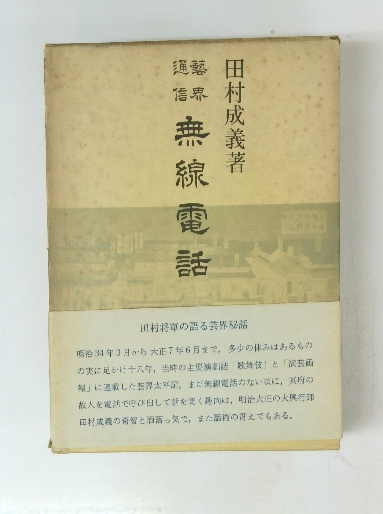 田村成義著
藝界
通信
無線電話
田村将軍の語る芸界秘話
明治34年3月から大正7年6月まで，多少の休みはあるもの
の実に足かけ十八年，当時の主要演劇誌「歌舞伎」と「演芸画
報」に連載した芸界太平記。まだ無線電話のない頃に，冥府の
故人を電話で呼び出して話を聞く趣向は，明治大正の大興行師
田村成義の奇智と洒落っ気で，また話術の冴えでもある。